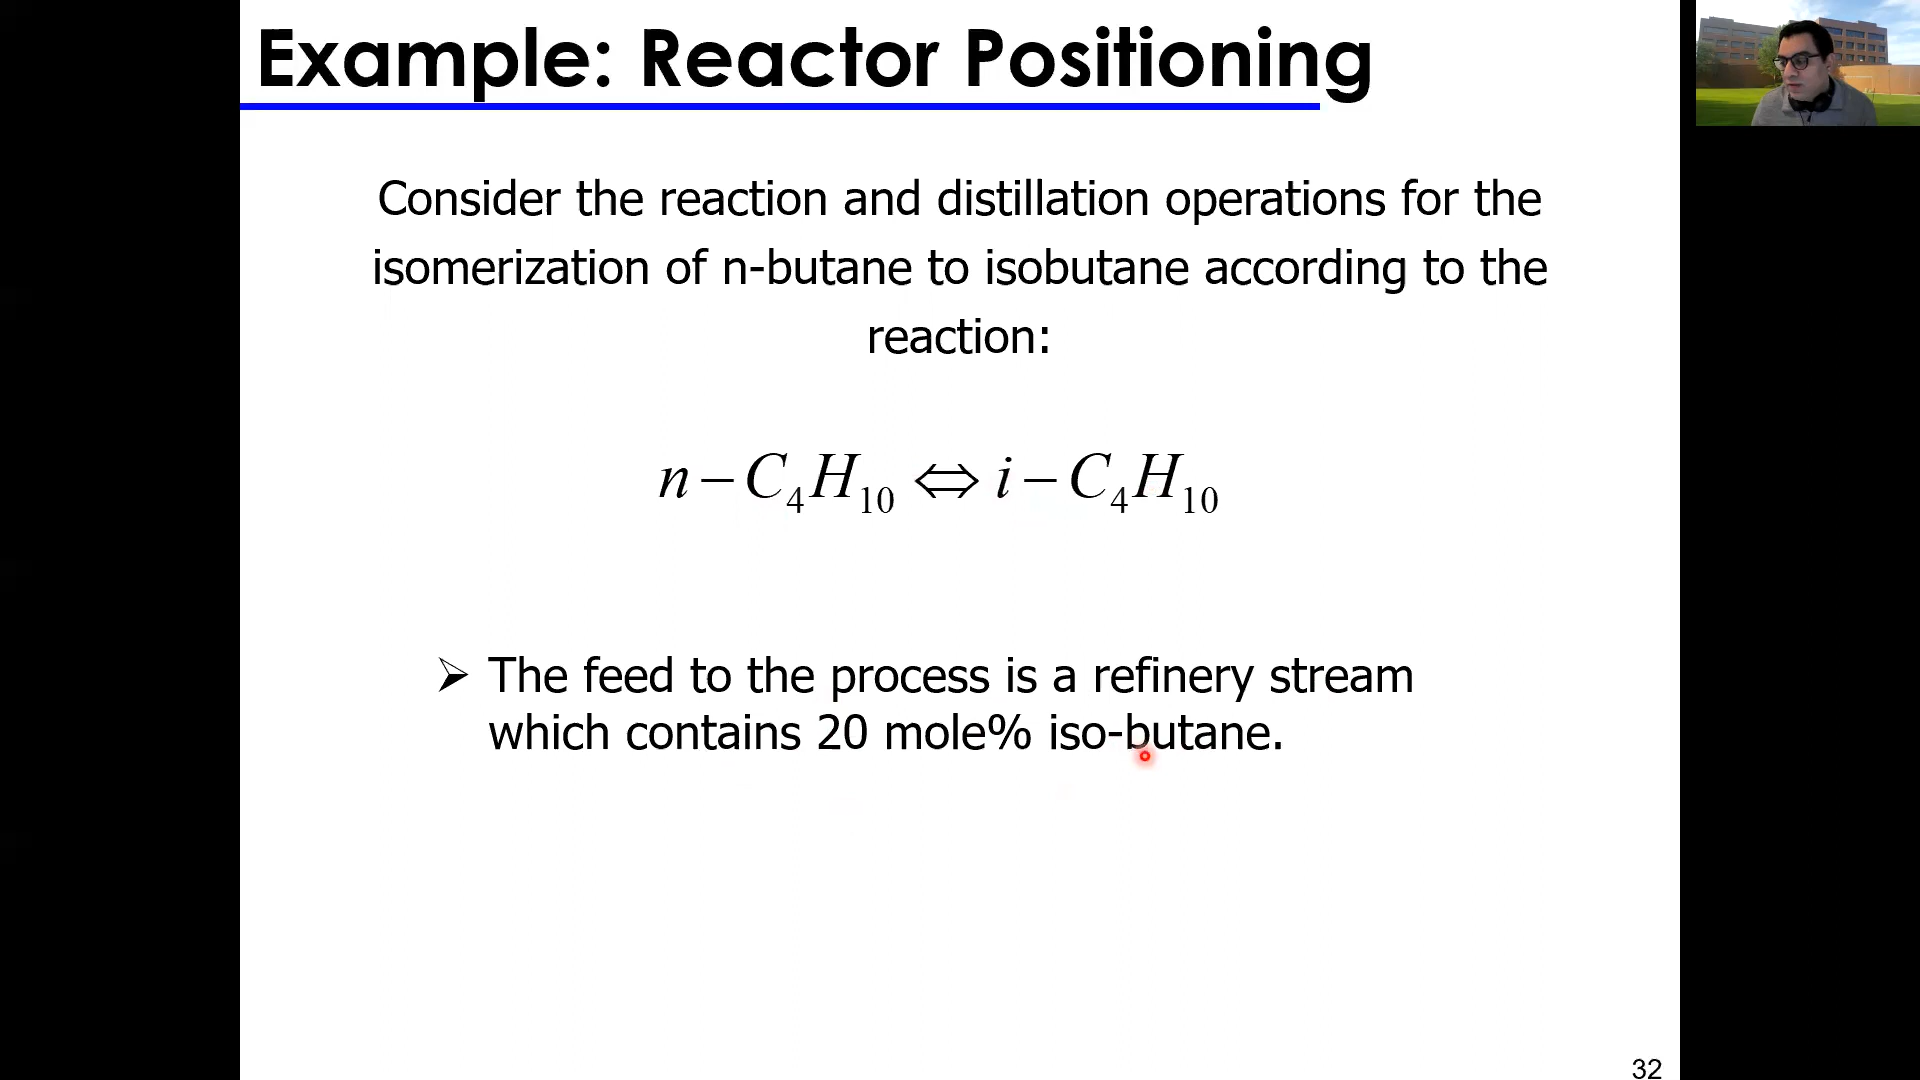 Example: Reactor Positioning
Consider the reaction and distillation operations for the
isomerization of n-butane to isobutane according to the
reaction:
n – C₄H₁₀ ⇔ i – C₄H₁₀
➢ The feed to the process is a refinery stream
which contains 20 mole% iso-butane.
32